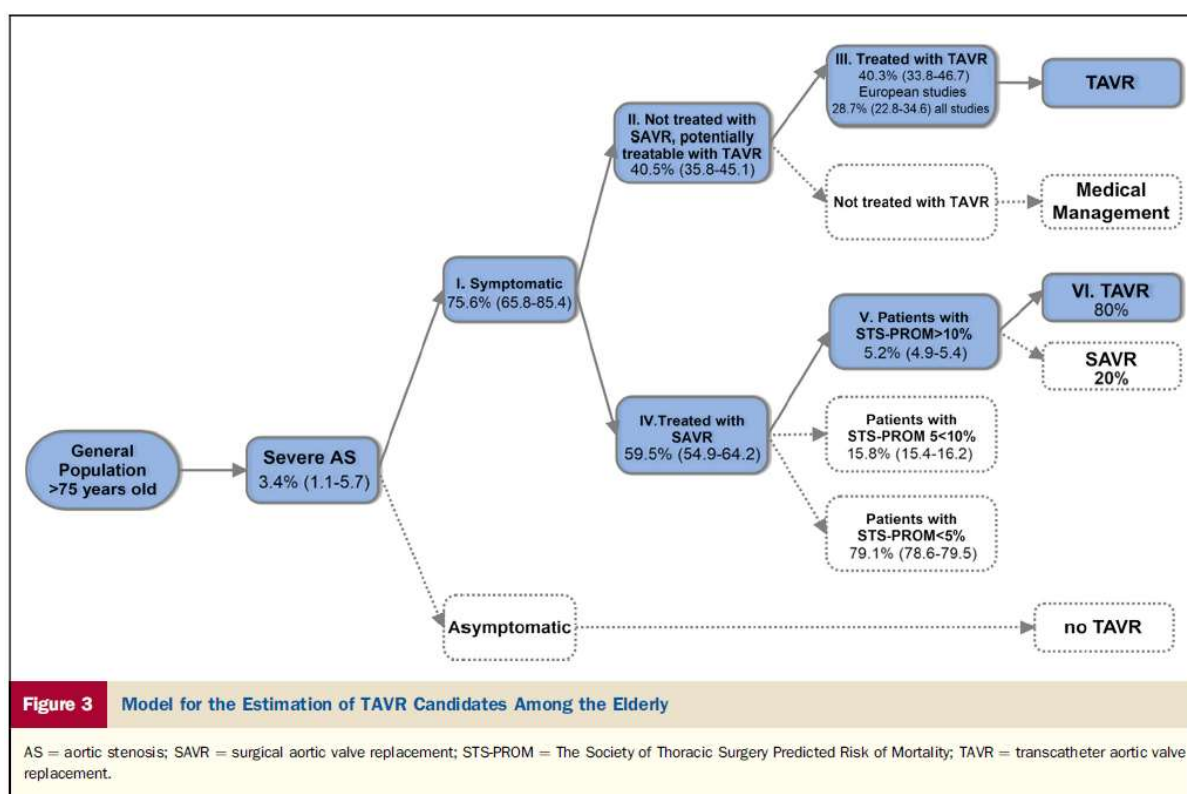 General
Population
>75 years old
Severe AS
3.4% (1.1-5.7)
I. Symptomatic
75.6% (65.8-85.4)
Asymptomatic
II. Not treated with
SAVR, potentially
treatable with TAVR
40.5% (35.8-45.1)
IV.Treated with
SAVR
59.5% (54.9-64.2)
III. Treated with TAVR
40.3% (33.8-46.7)
European studies
28.7% (22.8-34.6) all studies
Not treated with TAVR
V. Patients with
STS-PROM>10%
5.2% (4.9-5.4)
Patients with
STS-PROM 5<10%
15.8% (15.4-16.2)
Patients with
STS-PROM<5%
79.1% (78.6-79.5)
TAVR
Medical
Management
VI. TAVR
80%
SAVR
20%
no TAVR
Figure 3 Model for the Estimation of TAVR Candidates Among the Elderly
AS = aortic stenosis; SAVR = surgical aortic valve replacement; STS-PROM = The Society of Thoracic Surgery Predicted Risk of Mortality; TAVR = transcatheter aortic valve
replacement.